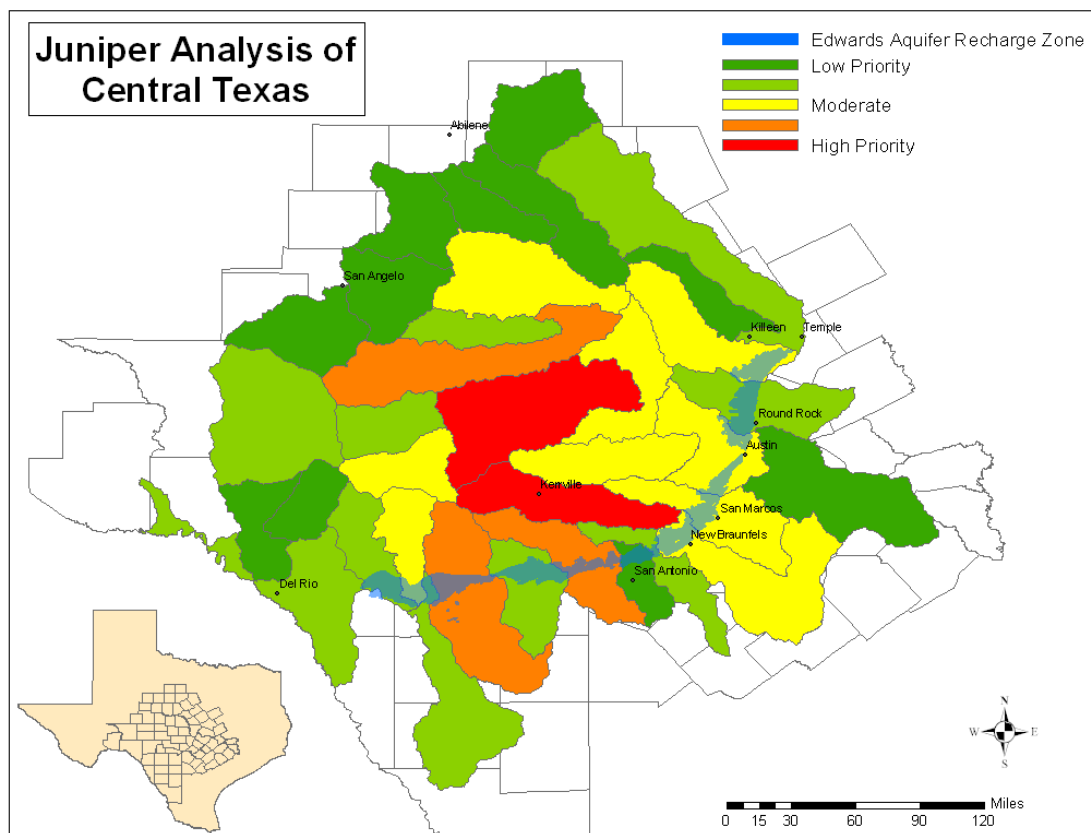 Juniper Analysis of
Central Texas
Edwards Aquifer Recharge Zone
Low Priority
Moderate
High Priority
Abilene
San Angelo
Killeen
Temple
Round Rock
Austin
Kerrville
San Marcos
New Braunfels
San Antonio
Del Rio
N
W
E
S
Miles
0 15 30 60 90 120